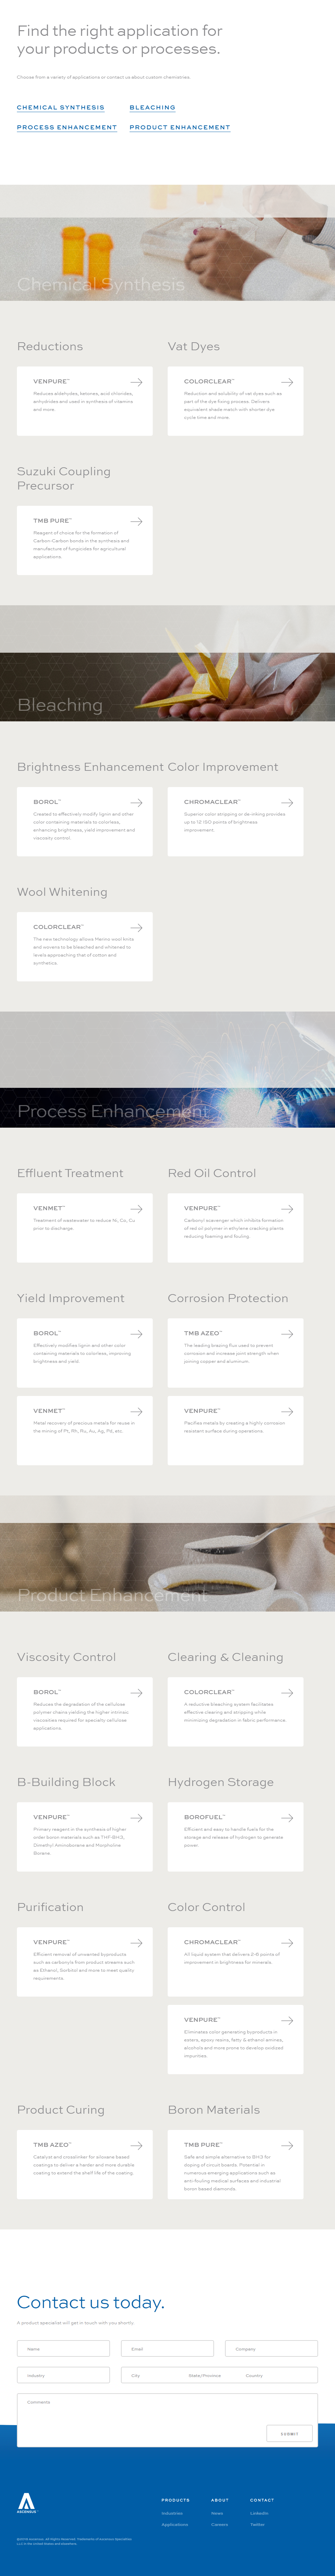 Find the right application for
your products or processes.
Choose from a variety of applications or contact us about custom chemistries.
CHEMICAL SYNTHESIS
BLEACHING
PROCESS ENHANCEMENT
PRODUCT ENHANCEMENT
Chemical Synthesis
Reductions
VENPURE™
Reduces aldehydes, ketones, acid chlorides,
anhydrides and used in synthesis of vitamins
and more.
Vat Dyes
COLORCLEAR™
Reduction and solubility of vat dyes such as
part of the dye fixing process. Delivers
equivalent shade match with shorter dye
cycle time and more.
Suzuki Coupling
Precursor
TMB PURE™
Reagent of choice for the formation of
Carbon-Carbon bonds in the synthesis and
manufacture of fungicides for agricultural
applications.
Bleaching
Brightness Enhancement
BOROL™
Created to effectively modify lignin and other
color containing materials to colorless,
enhancing brightness, yield improvement and
viscosity control.
Color Improvement
CHROMACLEAR™
Superior color stripping or de-inking provides
up to 12 ISO points of brightness
improvement.
Wool Whitening
COLORCLEAR™
The new technology allows Merino wool knits
and wovens to be bleached and whitened to
levels approaching that of cotton and
synthetics.
Process Enhancement
Effluent Treatment
VENMET™
Treatment of wastewater to reduce Ni, Co, Cu
prior to discharge.
Red Oil Control
VENPURE™
Carbonyl scavenger which inhibits formation
of red oil polymer in ethylene cracking plants
reducing foaming and fouling.
Yield Improvement
BOROL™
Effectively modifies lignin and other color
containing materials to colorless, improving
brightness and yield.
VENMET™
Metal recovery of precious metals for reuse in
the mining of Pt, Rh, Ru, Au, Ag, Pd, etc.
Corrosion Protection
TMB AZEO™
The leading brazing flux used to prevent
corrosion and increase joint strength when
joining copper and aluminum.
VENPURE™
Pacifies metals by creating a highly corrosion
resistant surface during operations.
Product Enhancement
Viscosity Control
BOROL™
Reduces the degradation of the cellulose
polymer chains yielding the higher intrinsic
viscosities required for specialty cellulose
applications.
Clearing & Cleaning
COLORCLEAR™
A reductive bleaching system facilitates
effective clearing and stripping while
minimizing degradation in fabric performance.
B-Building Block
VENPURE™
Primary reagent in the synthesis of higher
order boron materials such as THF-BH3,
Dimethyl Amineborane and Morpholine
Borane.
Hydrogen Storage
BOROFUEL™
Efficient and easy to handle fuels for the
storage and release of hydrogen to generate
power.
Purification
VENPURE™
Efficient removal of unwanted byproducts
such as carbonyls from product streams such
as Ethanol, Sorbitol and more to meet quality
requirements.
Color Control
CHROMACLEAR™
All liquid system that delivers 2-6 points of
improvement in brightness for minerals.
VENPURE™
Eliminates color generating byproducts in
esters, epoxy resins, fatty & ethanol amines,
alcohols and more prone to develop oxidized
impurities.
Product Curing
TMB AZEO™
Catalyst and crosslinker for siloxane based
coatings to deliver a harder and more durable
coating to extend the shelf life of the coating.
Boron Materials
TMB PURE™
Safe and simple alternative to BH3 for
doping of circuit boards. Potential in
numerous emerging applications such as
anti-fouling medical surfaces and industrial
boron based diamonds.
Contact us today.
A product specialist will get in touch with you shortly.
Name
Email
Company
Industry
City
State/Province
Country
Comments
SUBMIT
ASCENSUS
PRODUCTS
ABOUT
CONTACT
Industries
News
LinkedIn
Applications
Careers
Twitter